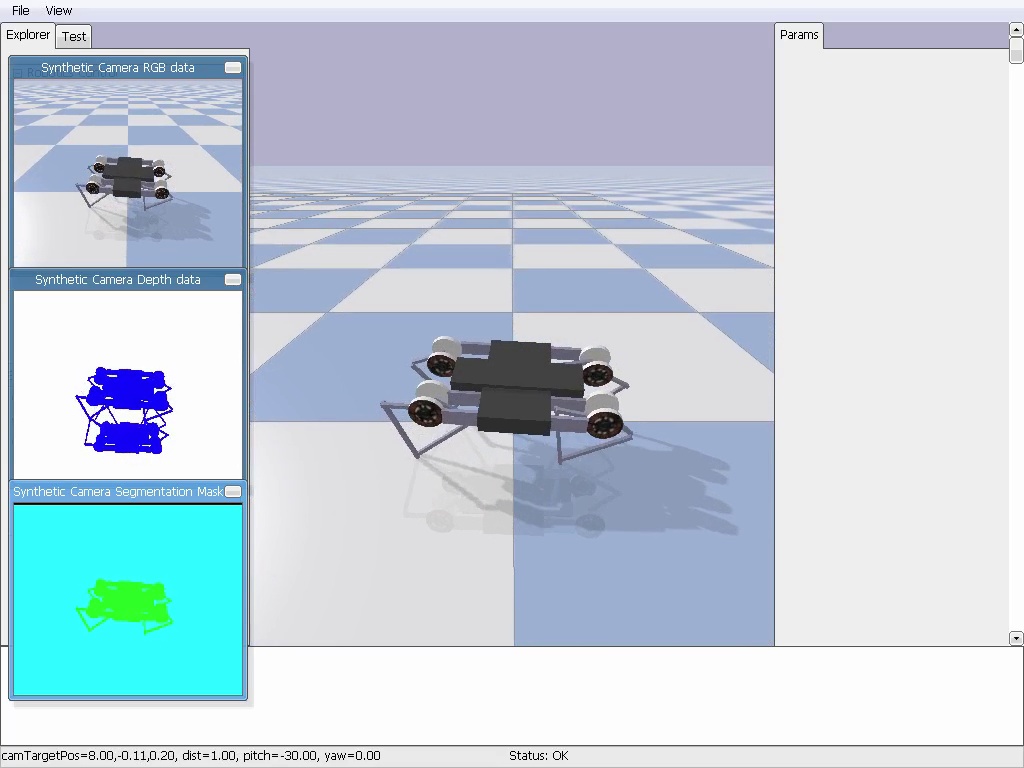 File View
Explorer Test
Params
Synthetic Camera RGB data
Synthetic Camera Depth data
Synthetic Camera Segmentation Mask
camTargetPos=8.00,-0.11,0.20, dist=1.00, pitch=-30.00, yaw=0.00 Status: OK